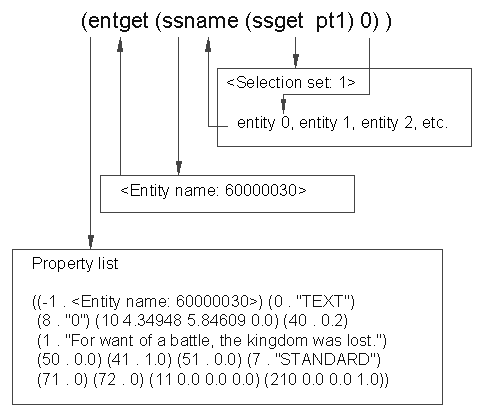 (entget (ssname (ssget pt1) 0) )
<Selection set: 1>
entity 0, entity 1, entity 2, etc.
<Entity name: 60000030>
Property list
((-1 . <Entity name: 60000030>) (0 . "TEXT")
(8 . "0") (10 4.34948 5.84609 0.0) (40 . 0.2)
(1 . "For want of a battle, the kingdom was lost.")
(50 . 0.0) (41 . 1.0) (51 . 0.0) (7 . "STANDARD")
(71 . 0) (72 . 0) (11 0.0 0.0 0.0) (210 0.0 0.0 1.0))